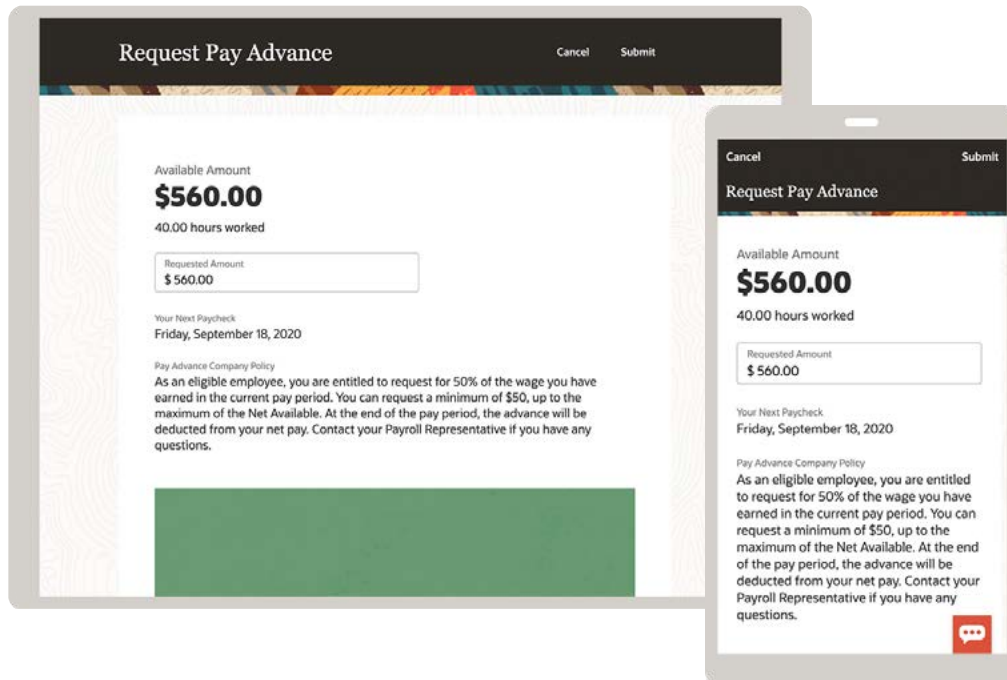 Request Pay Advance
Cancel
Submit
Available Amount
$560.00
40.00 hours worked
Requested Amount
$ 560.00
Your Next Paycheck
Friday, September 18, 2020
Pay Advance Company Policy
As an eligible employee, you are entitled to request for 50% of the wage you have
earned in the current pay period. You can request a minimum of $50, up to the
maximum of the Net Available. At the end of the pay period, the advance will be
deducted from your net pay. Contact your Payroll Representative if you have any
questions.
Cancel
Submit
Request Pay Advance
Available Amount
$560.00
40.00 hours worked
Requested Amount
$ 560.00
Your Next Paycheck
Friday, September 18, 2020
Pay Advance Company Policy
As an eligible employee, you are entitled
to request for 50% of the wage you have
earned in the current pay period. You can
request a minimum of $50, up to the
maximum of the Net Available. At the end
of the pay period, the advance will be
deducted from your net pay. Contact your
Payroll Representative if you have any
questions.